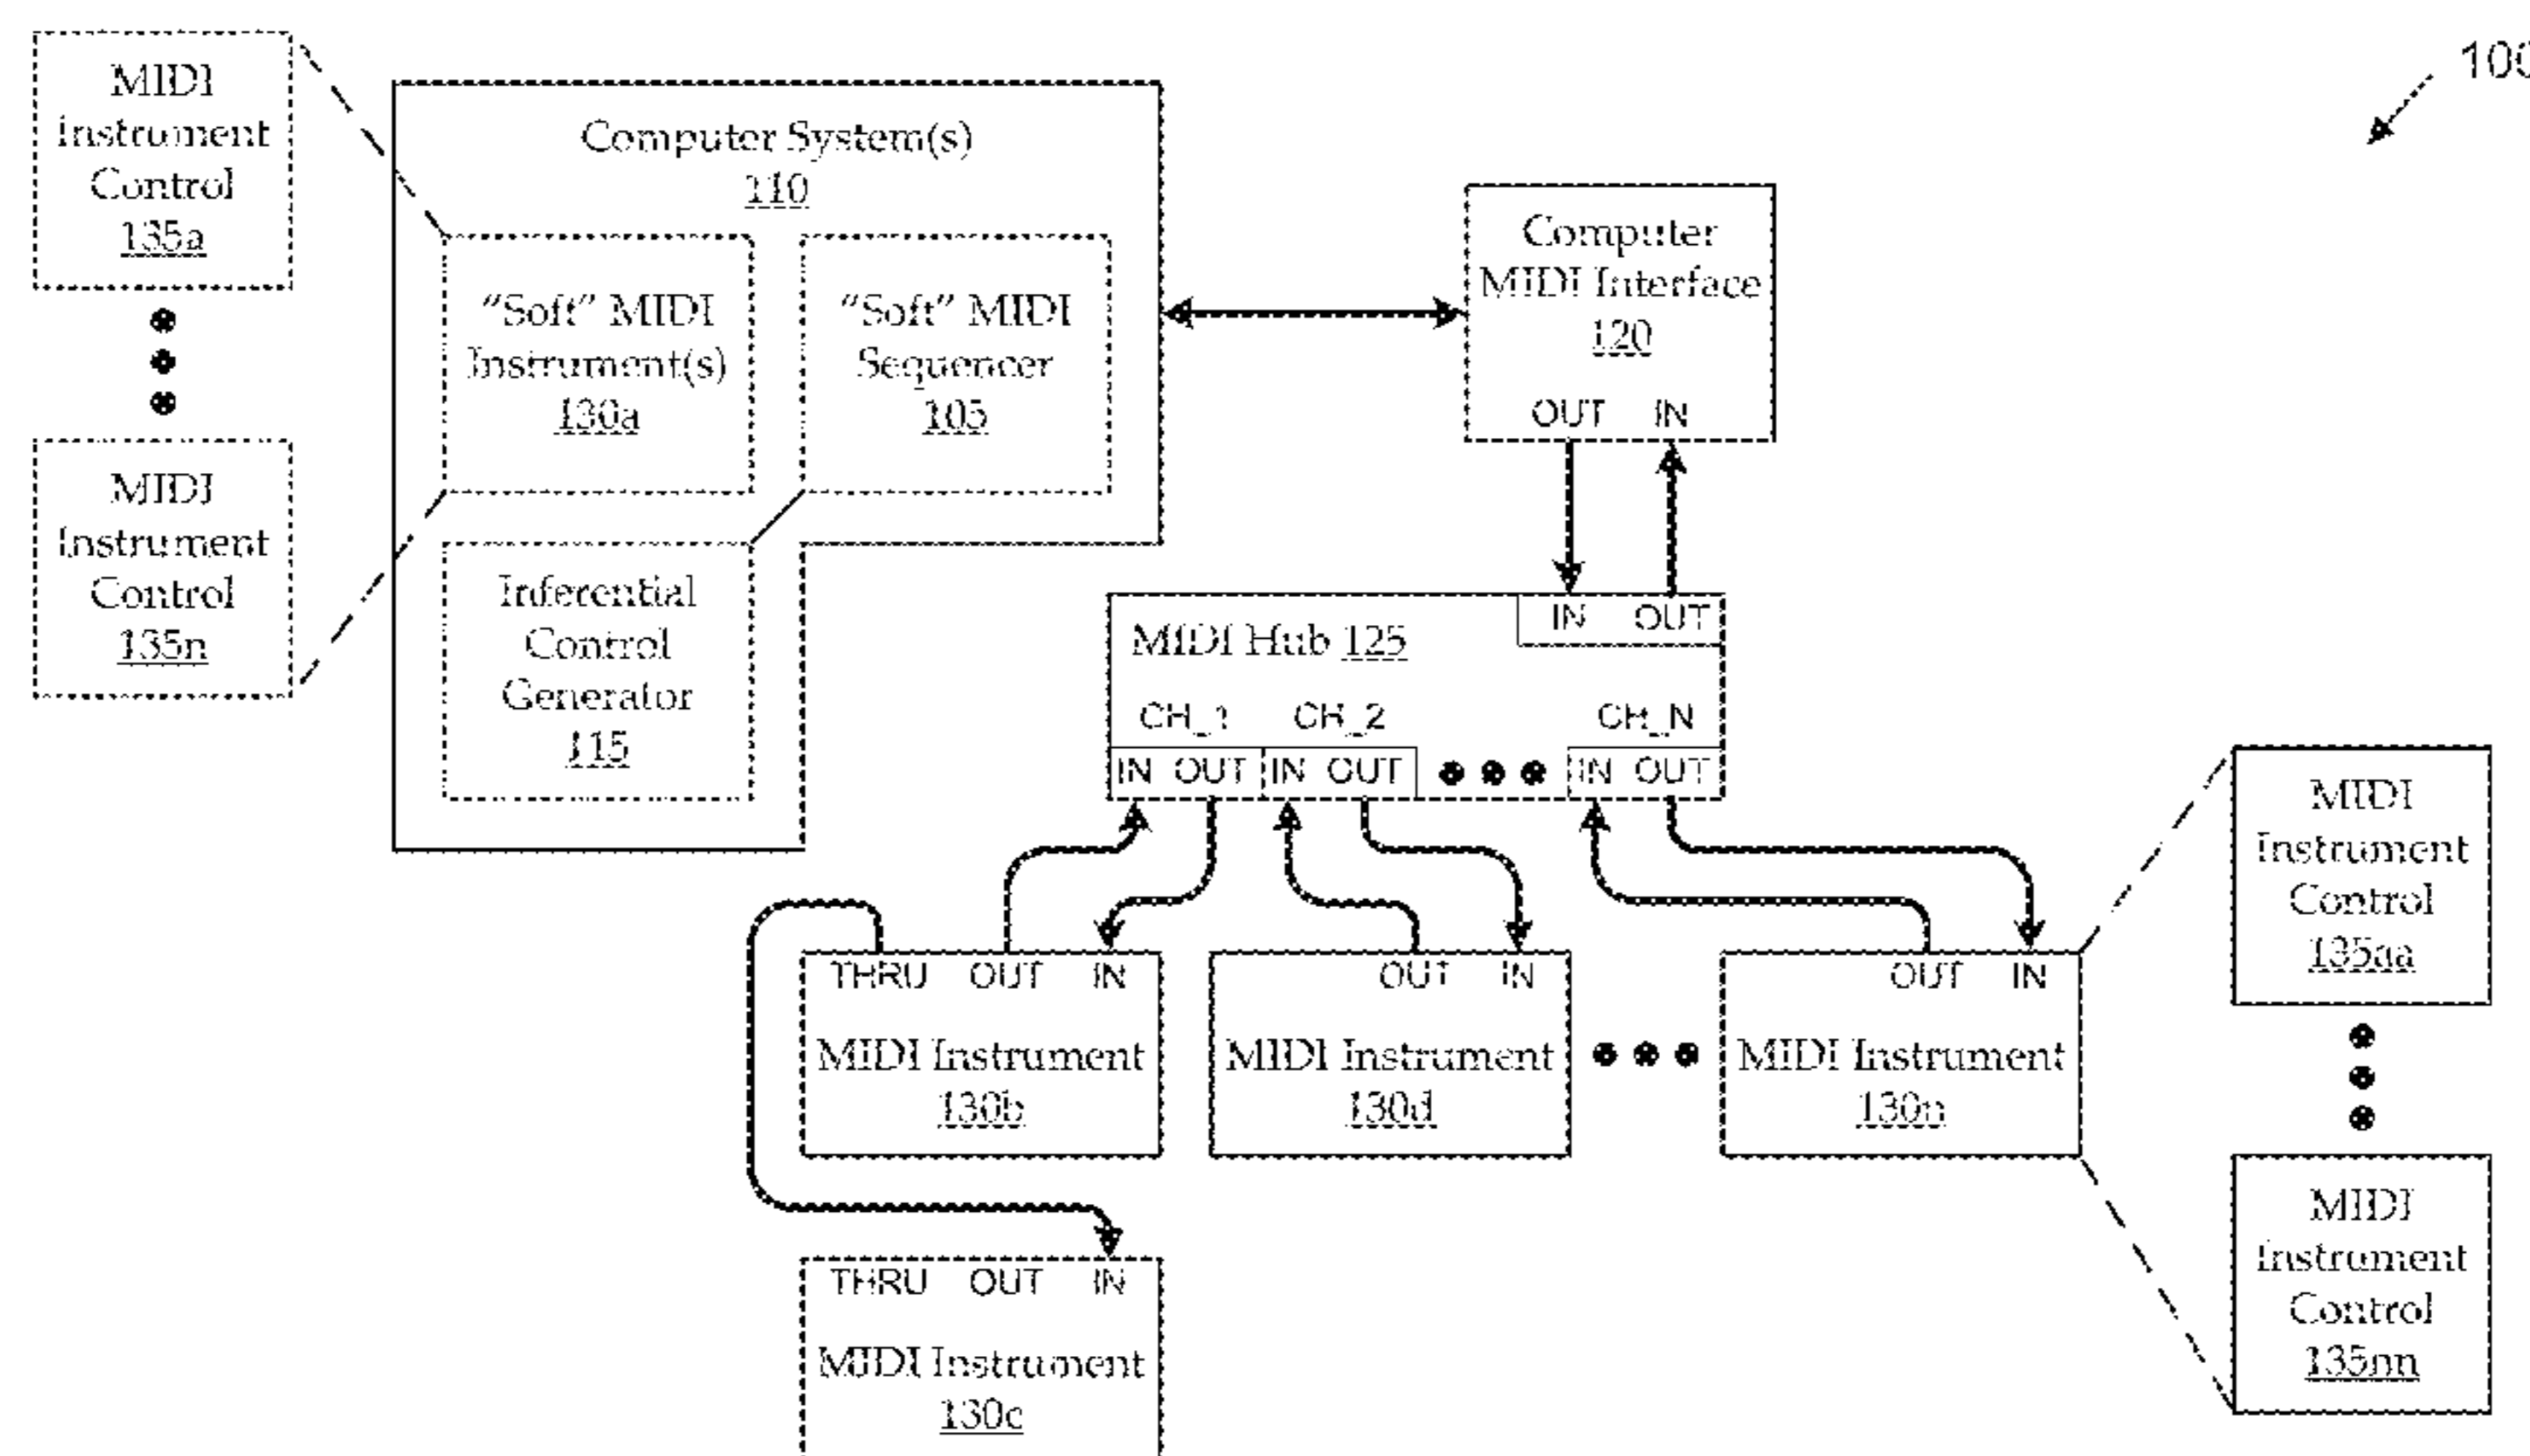 100
MIDI
Instrument
Control
135a
MIDI
Instrument
Control
135n
Computer System(s)
110
"Soft" MIDI
Instrument(s)
130a
"Soft" MIDI
Sequencer
105
Inferential
Control
Generator
115
Computer
MIDI Interface
120
OUT IN
IN OUT
MIDI Hub 125
CH_1 CH_2 CH_N
IN OUT IN OUT IN OUT
THRU OUT IN
MIDI Instrument
130b
OUT IN
MIDI Instrument
130d
OUT IN
MIDI Instrument
130n
MIDI
Instrument
Control
135aa
MIDI
Instrument
Control
135nn
THRU OUT IN
MIDI Instrument
130c